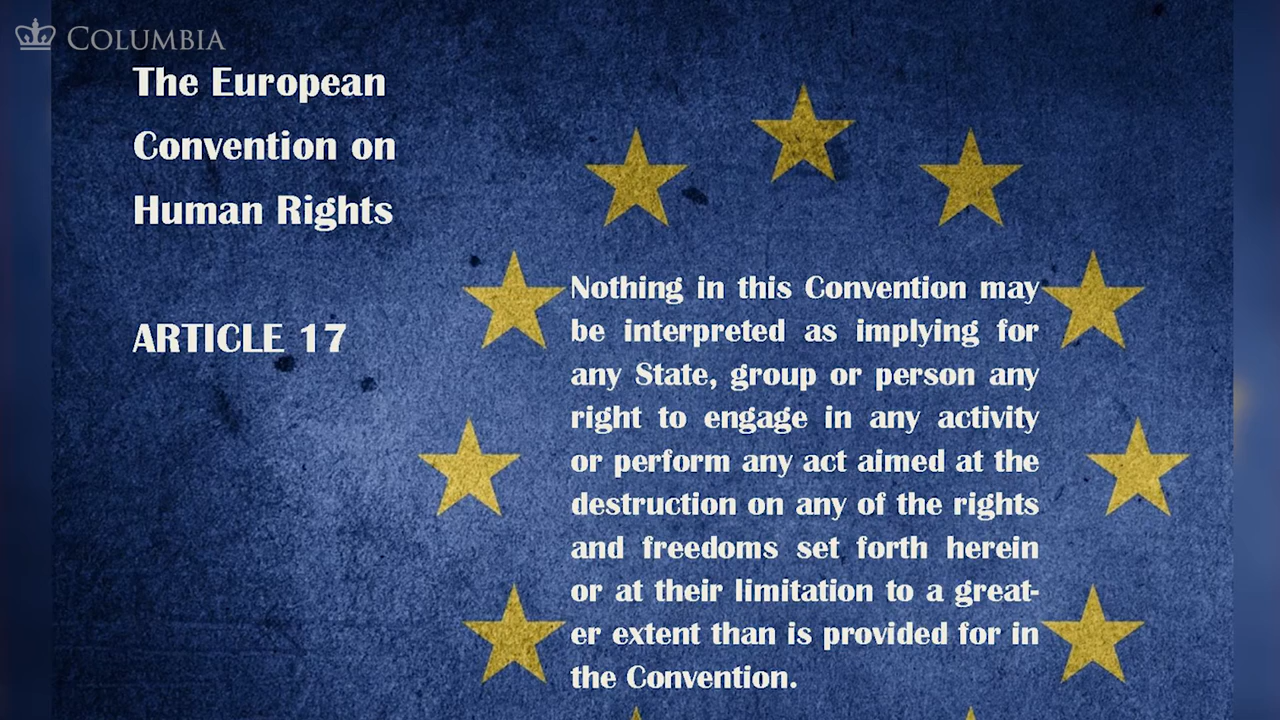 COLUMBIA
The European
Convention on
Human Rights
ARTICLE 17
Nothing in this Convention may
be interpreted as implying for
any State, group or person any
right to engage in any activity
or perform any act aimed at the
destruction on any of the rights
and freedoms set forth herein
or at their limitation to a great-
er extent than is provided for in
the Convention.